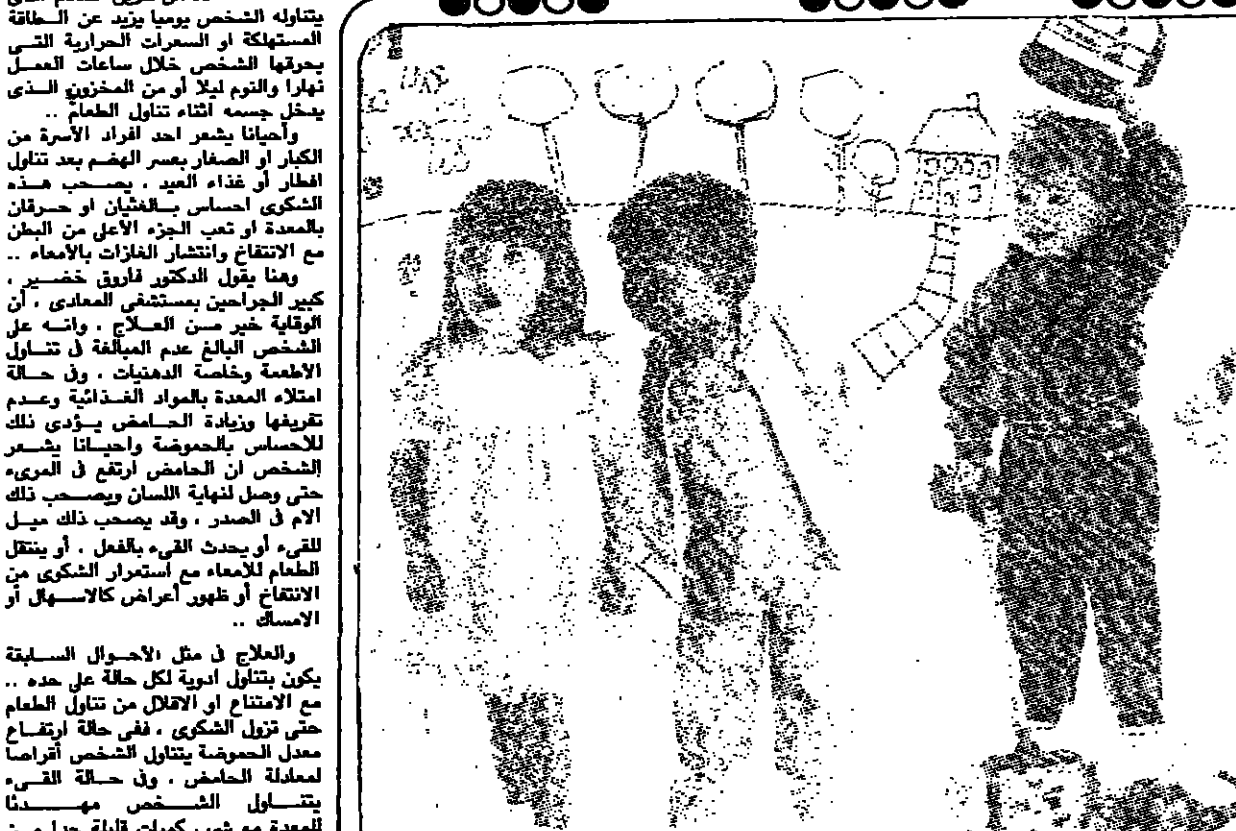 يتناوله الشخص يوميا يزيد عن الطاقة
المستهلكة او السعرات الحرارية التى
يحرقها الشخص خلال ساعات العمل
نهارا والنوم ليلا أو من المخزون الذى
يدخل جسمه اثناء تناول الطعام ..
وأحيانا يشعر احد افراد الأسرة من
الكبار او الصغار بعسر الهضم بعد تناول
افطار أو غذاء العيد ، يصحب هذه
الشكوى احساس بالغثيان او حرقان
بالمعدة او تعب الجزء الأعلى من البطن
مع الانتفاخ وانتشار الغازات بالأمعاء ..
وهنا يقول الدكتور فاروق خضير ،
كبير الجراحين بمستشفى المعادى ، أن
الوقاية خير من العلاج ، وانه على
الشخص البالغ عدم المبالغة فى تناول
الأطعمة وخاصة الدهنيات ، وفى حالة
امتلاء المعدة بالمواد الغذائية وعدم
تفريغها وزيادة الحامض يؤدى ذلك
للاحساس بالحموضة واحيانا يشعر
الشخص ان الحامض ارتفع فى المرىء
حتى وصل لنهاية اللسان ويصحب ذلك
الام فى الصدر ، وقد يصحب ذلك ميل
للقىء أو يحدث القىء بالفعل ، أو ينتقل
الطعام للامعاء مع استمرار الشكوى من
الانتفاخ أو ظهور أعراض كالاسهال أو
الامساك ..
والعلاج فى مثل الأحوال السابقة
يكون بتناول ادوية لكل حالة على حده ..
مع الامتناع او الاقلال من تناول الطعام
حتى تزول الشكوى ، ففى حالة ارتفاع
معدل الحموضة يتناول الشخص أقراصا
لمعادلة الحامض ، وفى حالة القىء
يتناول الشخص مهدئا
للمعدة مع شرب كميات قليلة جدا